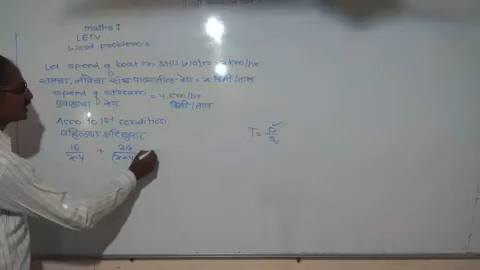 Maths I
LETV
Word problems
Let speed of boat in still water = x km/hr
समजा, नावेचा संथ पाण्यातील वेग = x किमी/तास
speed of stream = 4 km/hr
प्रवाहाचा वेग किमी/तास
Acco to 1st condition
पहिल्या अटीनुसार
16/x-4 + 24/x+4
T = D/S